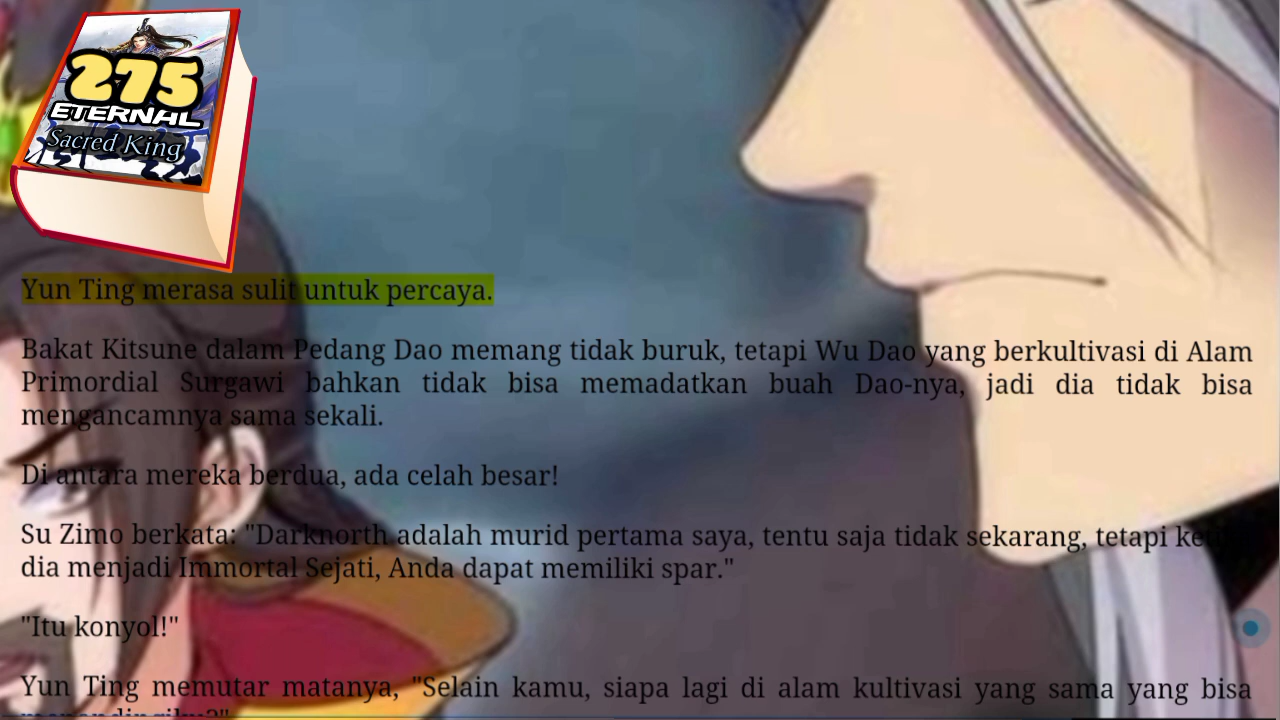 275
ETERNAL
Sacred King
Yun Ting merasa sulit untuk percaya.
Bakat Kitsune dalam Pedang Dao memang tidak buruk, tetapi Wu Dao yang berkultivasi di Alam
Primordial Surgawi bahkan tidak bisa memadatkan buah Dao-nya, jadi dia tidak bisa
mengancamnya sama sekali.
Di antara mereka berdua, ada celah besar!
Su Zimo berkata: "Darknorth adalah murid pertama saya, tentu saja tidak sekarang, tetapi ketika
dia menjadi Immortal Sejati, Anda dapat memiliki spar."
"Itu konyol!"
Yun Ting memutar matanya, "Selain kamu, siapa lagi di alam kultivasi yang sama yang bisa